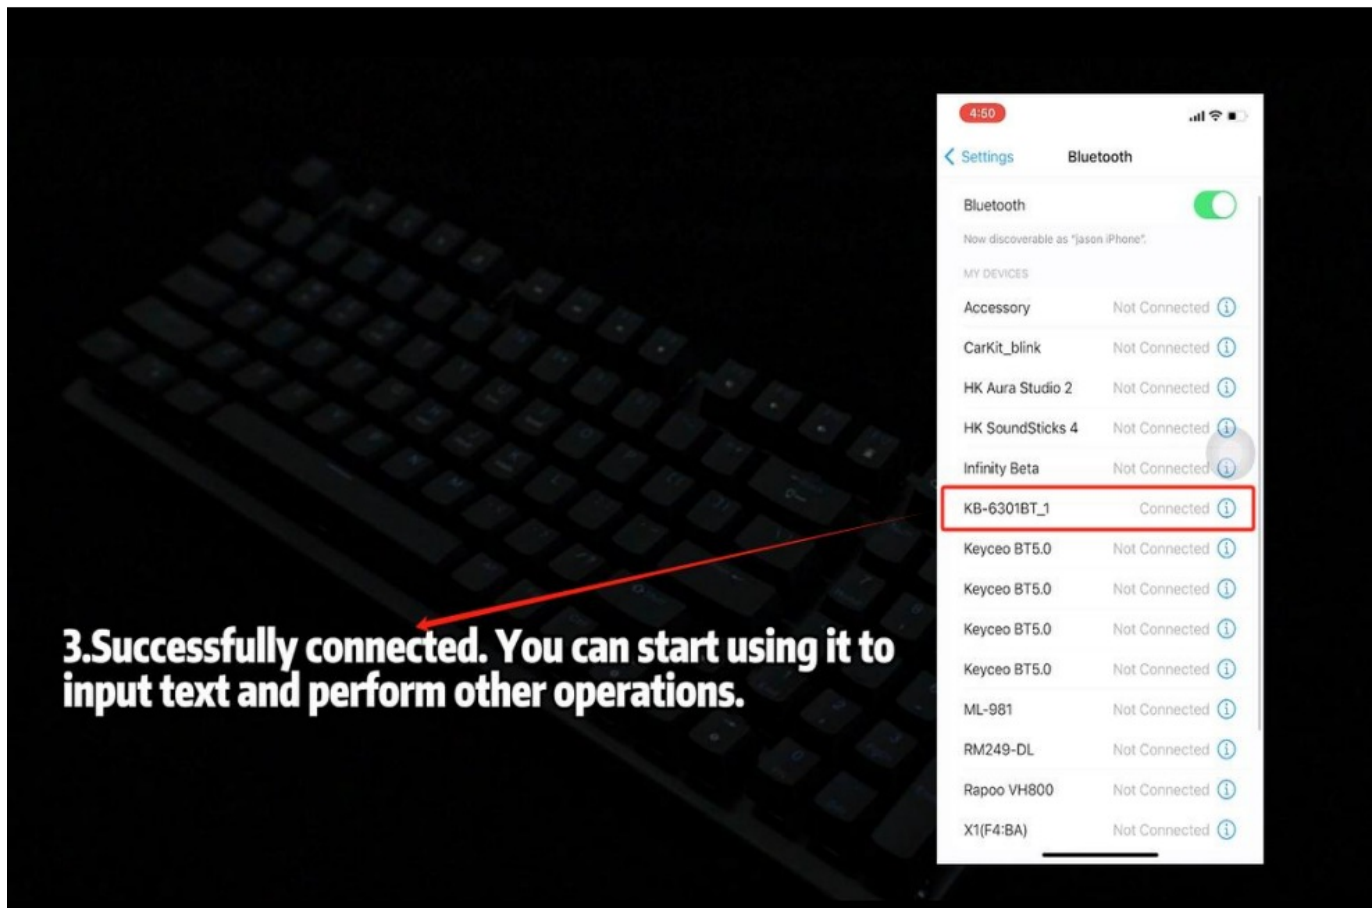 4:50
Settings
Bluetooth
Bluetooth
Now discoverable as "jason iPhone".
MY DEVICES
Accessory Not Connected
CarKit_blink Not Connected
HK Aura Studio 2 Not Connected
HK SoundSticks 4 Not Connected
Infinity Beta Not Connected
KB-6301BT_1 Connected
Keyceo BT5.0 Not Connected
Keyceo BT5.0 Not Connected
Keyceo BT5.0 Not Connected
Keyceo BT5.0 Not Connected
ML-981 Not Connected
RM249-DL Not Connected
Rapoo VH800 Not Connected
X1(F4:BA) Not Connected
3.Successfully connected. You can start using it to
input text and perform other operations.